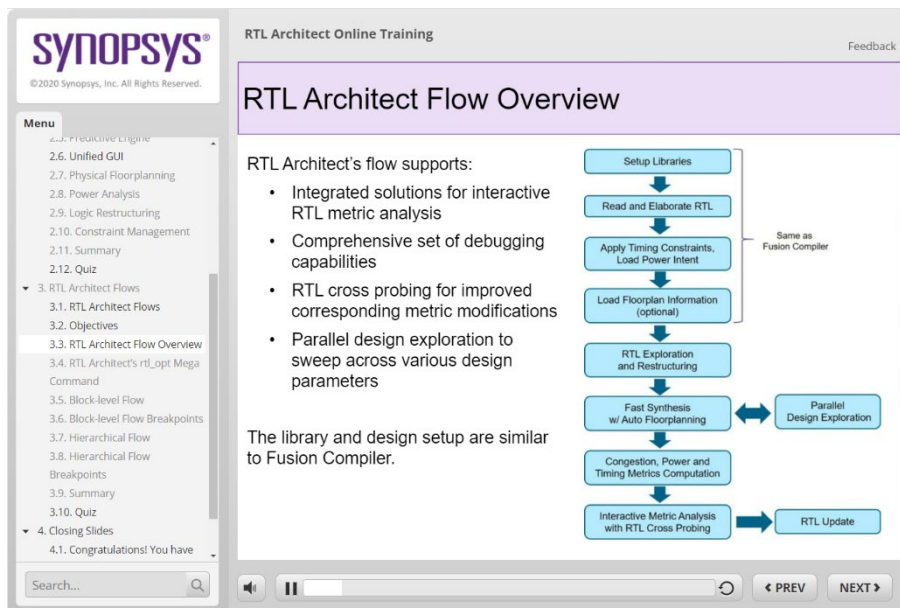 SYNOPSYS®
©2020 Synopsys, Inc. All Rights Reserved.
Menu
2.5. Predictive Engine
2.6. Unified GUI
2.7. Physical Floorplanning
2.8. Power Analysis
2.9. Logic Restructuring
2.10. Constraint Management
2.11. Summary
2.12. Quiz
3. RTL Architect Flows
3.1. RTL Architect Flows
3.2. Objectives
3.3. RTL Architect Flow Overview
3.4. RTL Architect's rtl_opt Mega
Command
3.5. Block-level Flow
3.6. Block-level Flow Breakpoints
3.7. Hierarchical Flow
3.8. Hierarchical Flow
Breakpoints
3.9. Summary
3.10. Quiz
4. Closing Slides
4.1. Congratulations! You have
Search...
RTL Architect Online Training
Feedback
RTL Architect Flow Overview
RTL Architect's flow supports:
• Integrated solutions for interactive
RTL metric analysis
• Comprehensive set of debugging
capabilities
• RTL cross probing for improved
corresponding metric modifications
• Parallel design exploration to
sweep across various design
parameters
The library and design setup are similar
to Fusion Compiler.
Setup Libraries
Read and Elaborate RTL
Apply Timing Constraints,
Load Power Intent
Load Floorplan Information
(optional)
Same as
Fusion Compiler
RTL Exploration
and Restructuring
Fast Synthesis
w/ Auto Floorplanning
Parallel
Design Exploration
Congestion, Power and
Timing Metrics Computation
Interactive Metric Analysis
with RTL Cross Probing
RTL Update
PREV
NEXT